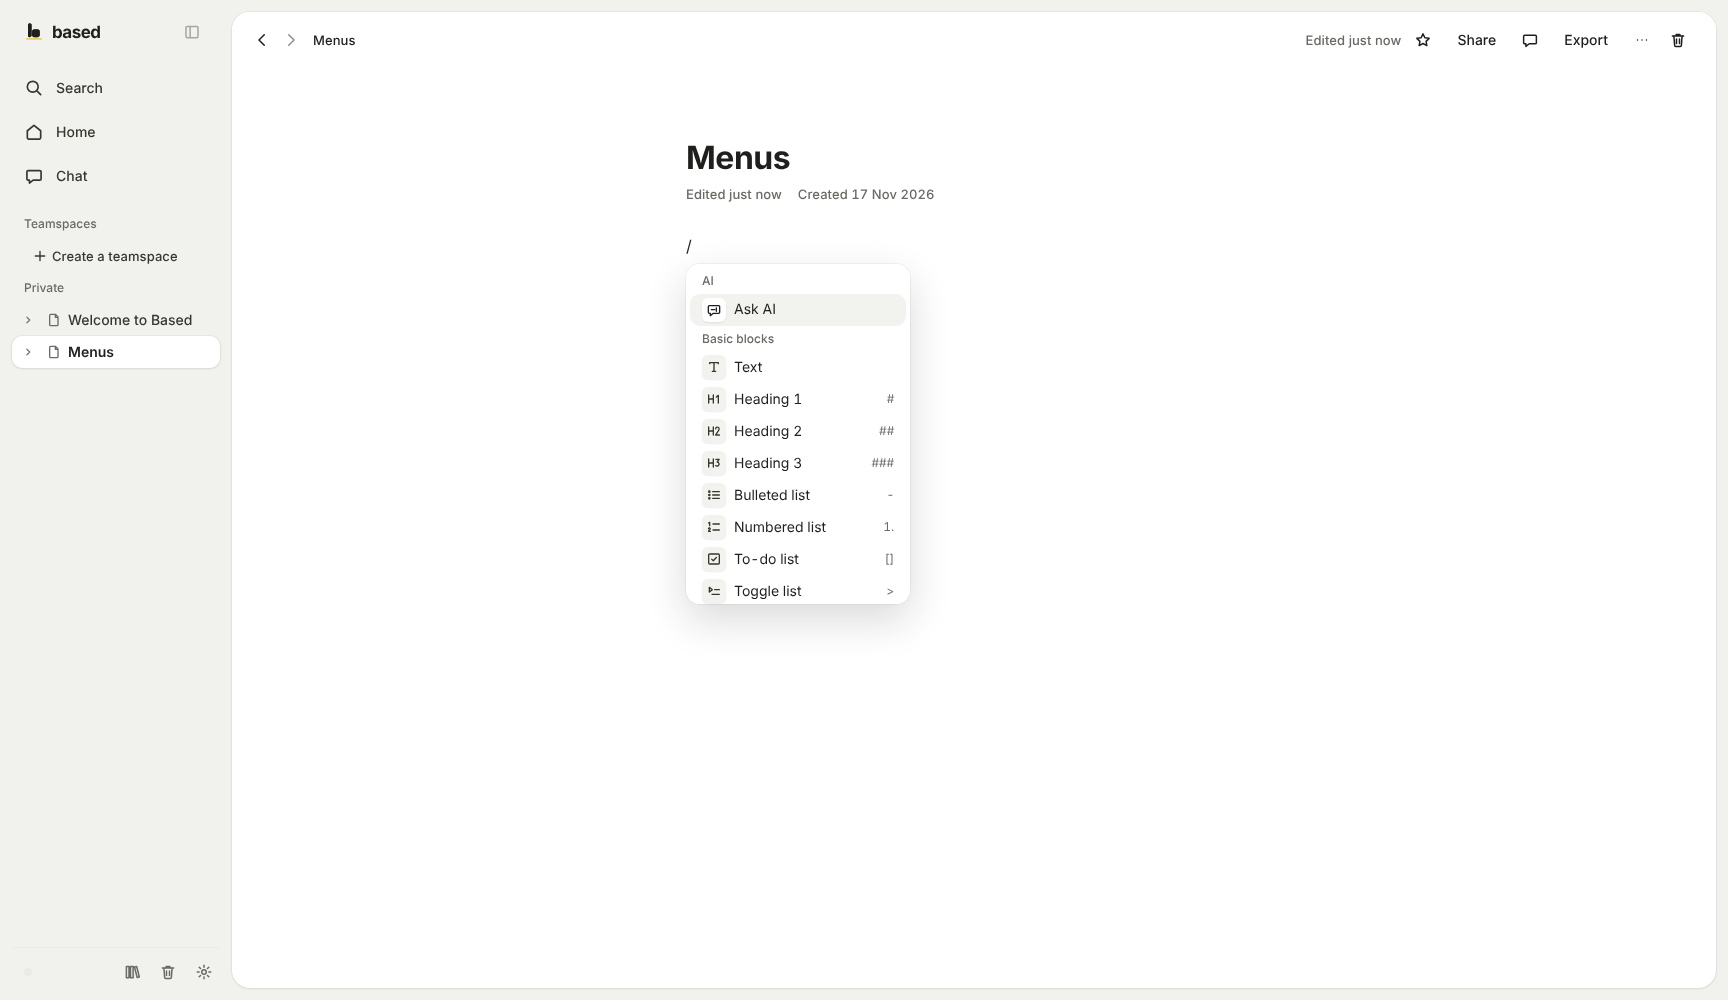 based
Search
Home
Chat
Teamspaces
Create a teamspace
Private
Welcome to Based
Menus
Menus
Edited just now
Share
Export
Menus
Edited just now Created 17 Nov 2026
/
AI
Ask AI
Basic blocks
T Text
H1 Heading 1 #
H2 Heading 2 ##
H3 Heading 3 ###
Bulleted list -
Numbered list 1.
To-do list []
Toggle list >